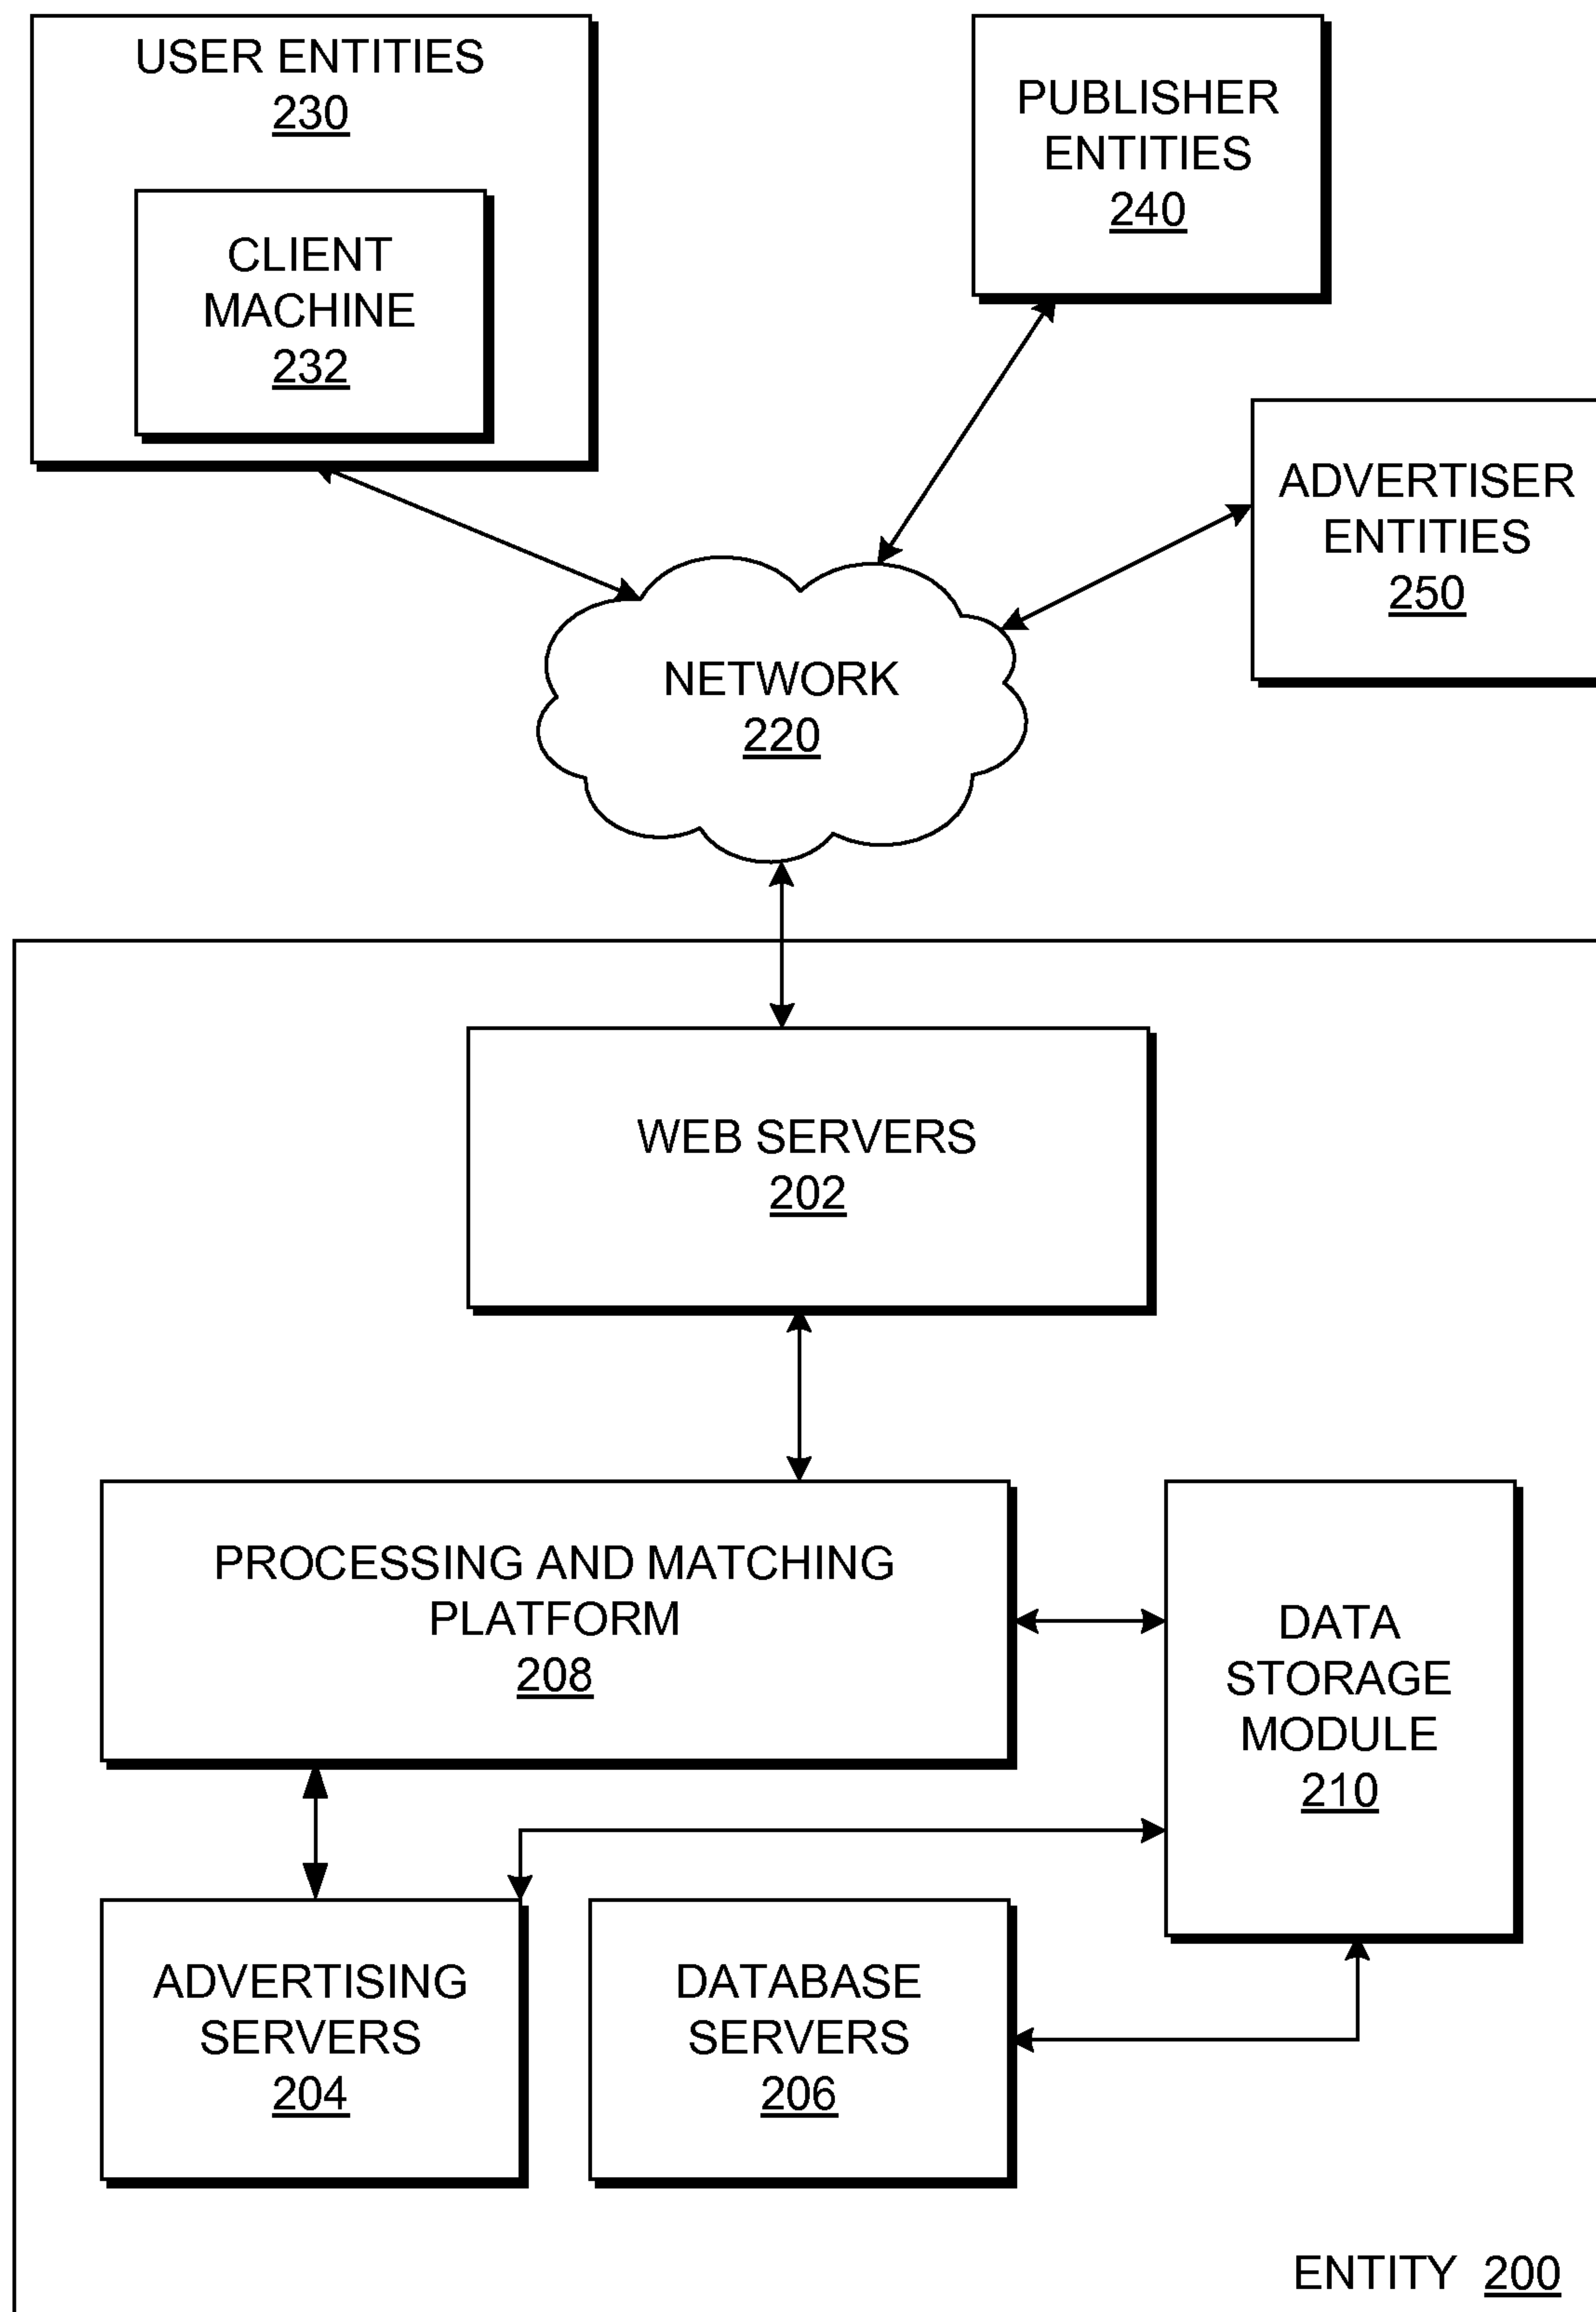 USER ENTITIES
230
CLIENT
MACHINE
232
PUBLISHER
ENTITIES
240
ADVERTISER
ENTITIES
250
NETWORK
220
WEB SERVERS
202
PROCESSING AND MATCHING
PLATFORM
208
DATA
STORAGE
MODULE
210
ADVERTISING
SERVERS
204
DATABASE
SERVERS
206
ENTITY 200